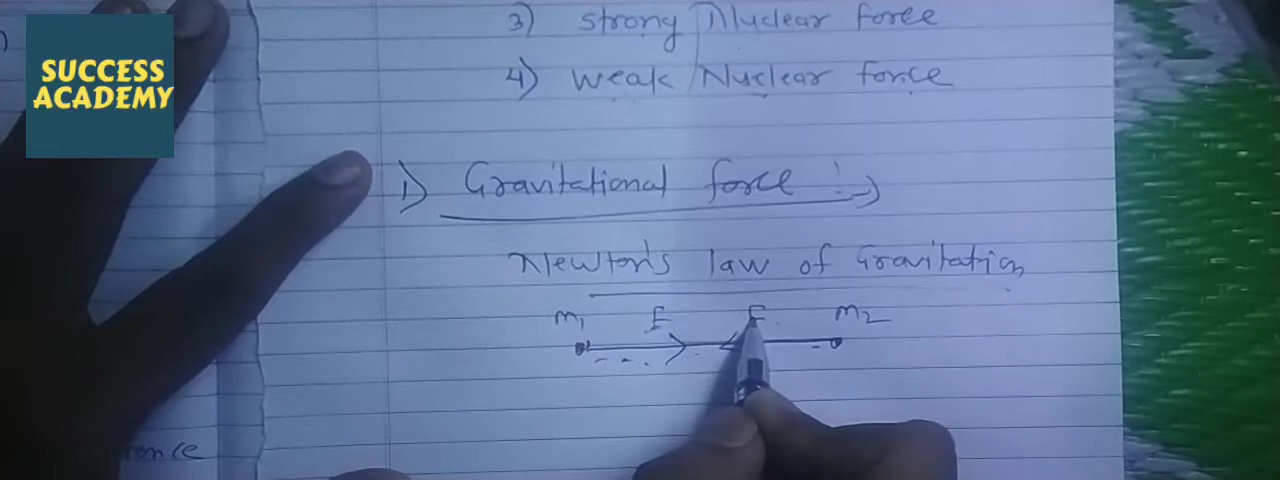 SUCCESS
ACADEMY
3) strong Nuclear force
4) Weak Nuclear force
1) Gravitational force :->
Newton's law of Gravitation
m1 F F m2